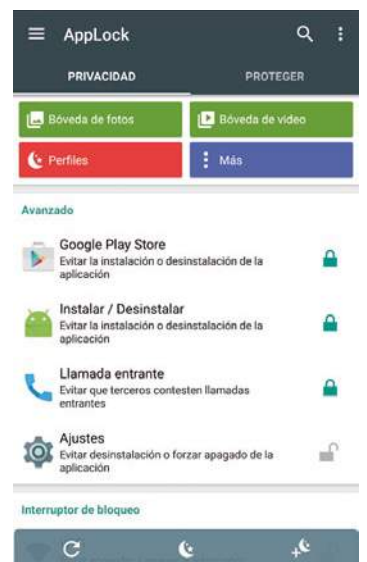 AppLock
PRIVACIDAD
PROTEGER
Bóveda de fotos
Bóveda de video
Perfiles
Más
Avanzado
Google Play Store
Evitar la instalación o desinstalación de la
aplicación
Instalar / Desinstalar
Evitar la instalación o desinstalación de la
aplicación
Llamada entrante
Evitar que terceros contesten llamadas
entrantes
Ajustes
Evitar desinstalación o forzar apagado de la
aplicación
Interruptor de bloqueo